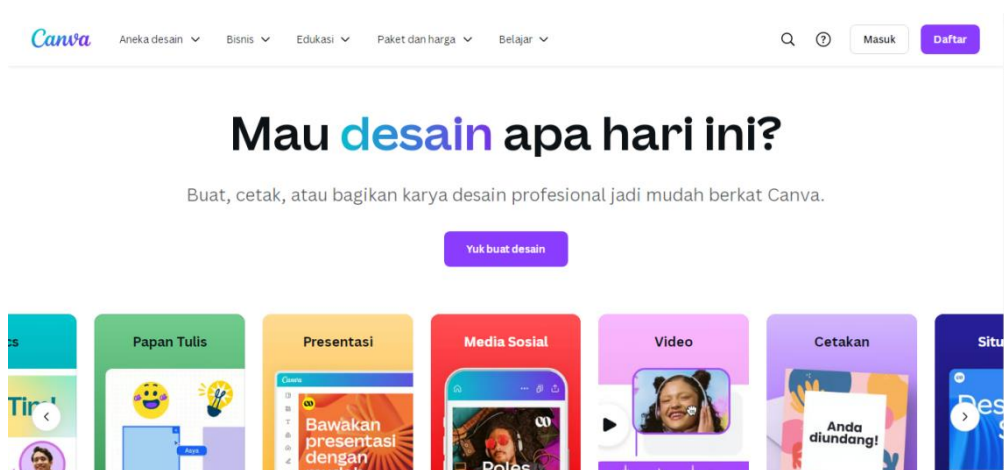 Canva Aneka desain Bisnis Edukasi Paket dan harga Belajar ? Masuk Daftar
Mau desain apa hari ini?
Buat, cetak, atau bagikan karya desain profesional jadi mudah berkat Canva.
Yuk buat desain
Papan Tulis Presentasi Media Sosial Video Cetakan
Canva
Bawakan
presentasi
dengan
Asya
Poles
Anda
diundang!